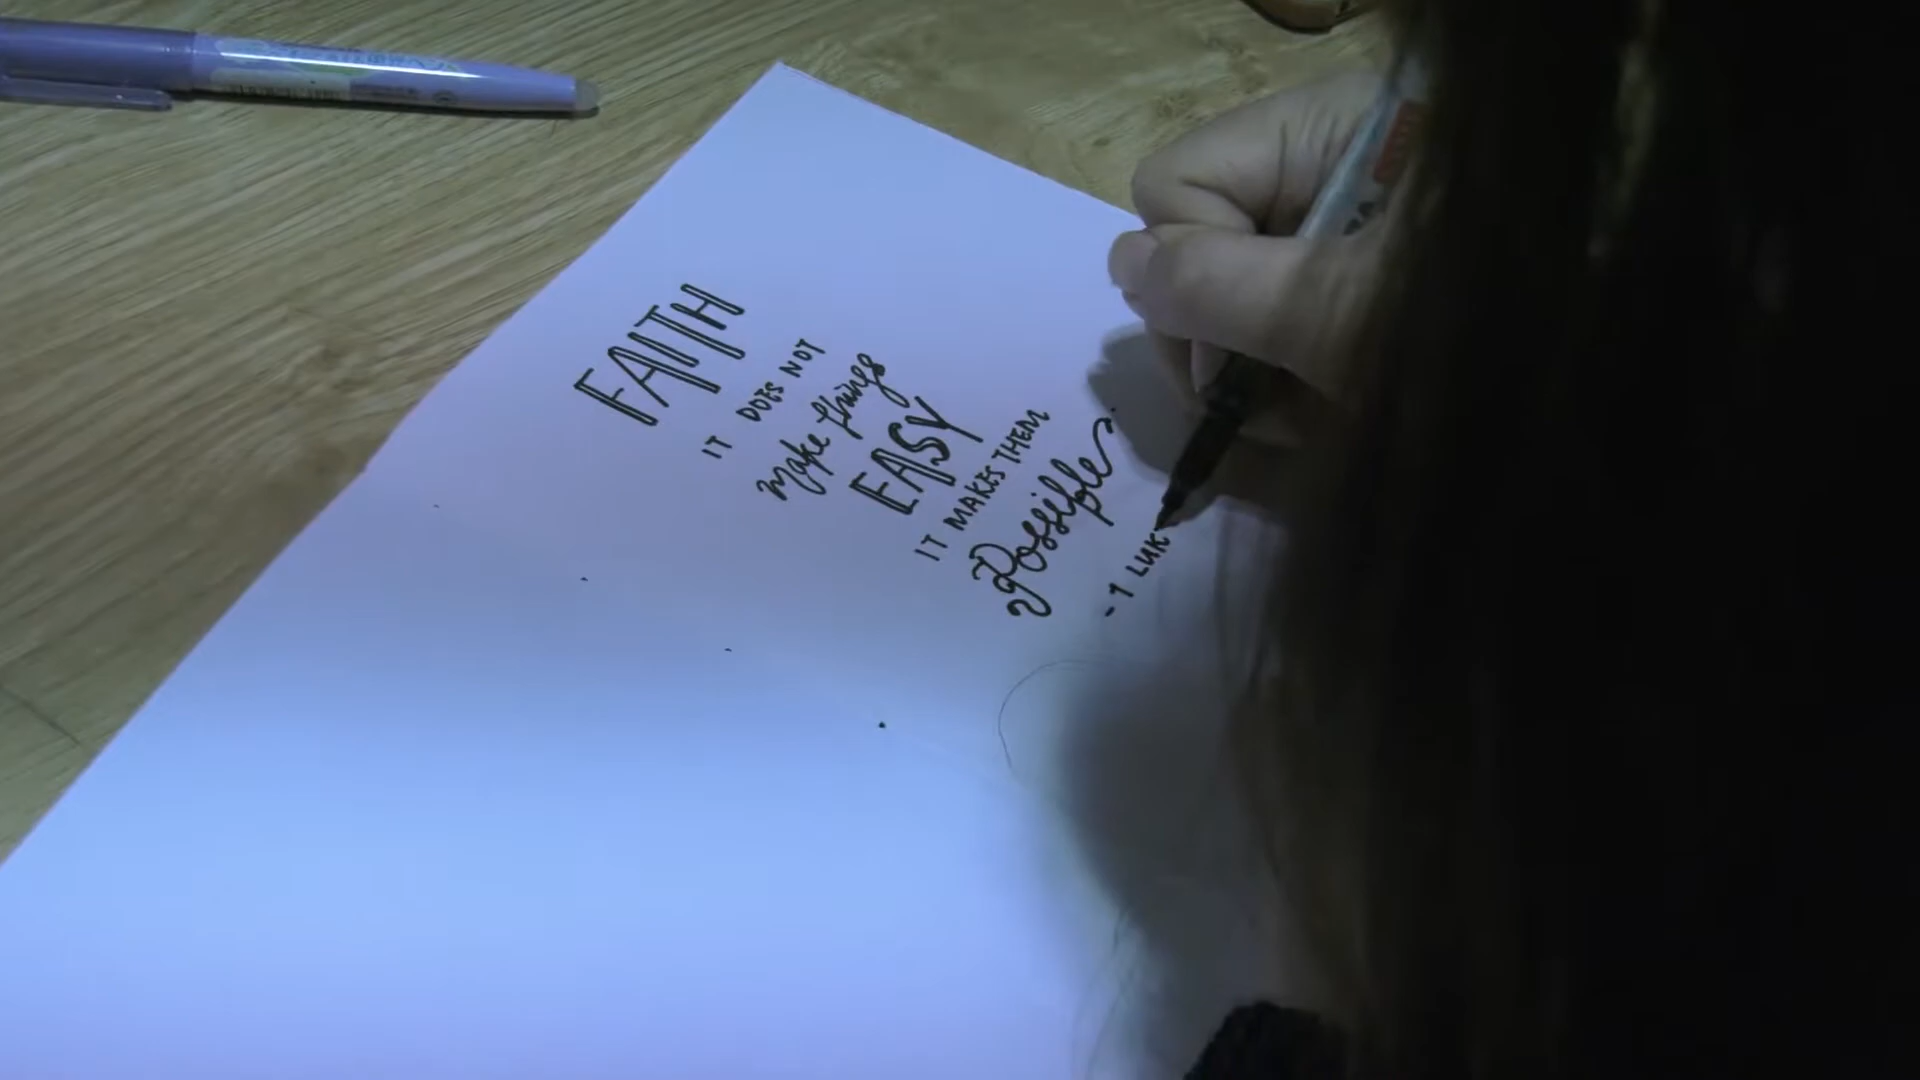 FAITH
IT DOES NOT
make things
EASY
IT MAKES THEM
Possible.
- 1 LUK